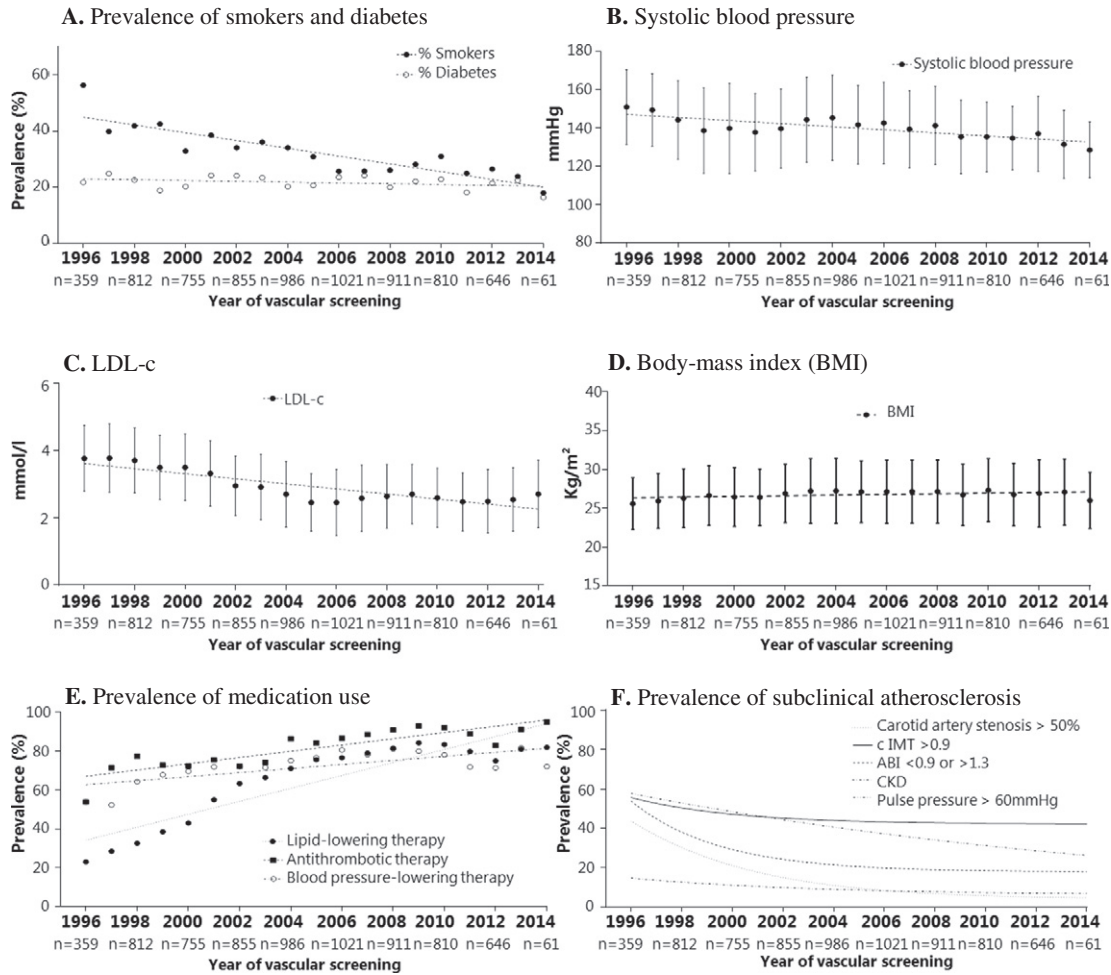 A. Prevalence of smokers and diabetes
% Smokers
% Diabetes
Prevalence (%)
60
40
20
0
1996 1998 2000 2002 2004 2006 2008 2010 2012 2014
n=359 n=812 n=755 n=855 n=986 n=1021 n=911 n=810 n=646 n=61
Year of vascular screening
B. Systolic blood pressure
Systolic blood pressure
mmHg
180
160
140
120
100
80
1996 1998 2000 2002 2004 2006 2008 2010 2012 2014
n=359 n=812 n=755 n=855 n=986 n=1021 n=911 n=810 n=646 n=61
Year of vascular screening
C. LDL-c
LDL-c
mmol/l
6
4
2
0
1996 1998 2000 2002 2004 2006 2008 2010 2012 2014
n=359 n=812 n=755 n=855 n=986 n=1021 n=911 n=810 n=646 n=61
Year of vascular screening
D. Body-mass index (BMI)
BMI
Kg/m²
40
35
30
25
20
15
1996 1998 2000 2002 2004 2006 2008 2010 2012 2014
n=359 n=812 n=755 n=855 n=986 n=1021 n=911 n=810 n=646 n=61
Year of vascular screening
E. Prevalence of medication use
Prevalence (%)
100
80
60
40
20
0
Lipid-lowering therapy
Antithrombotic therapy
Blood pressure-lowering therapy
1996 1998 2000 2002 2004 2006 2008 2010 2012 2014
n=359 n=812 n=755 n=855 n=986 n=1021 n=911 n=810 n=646 n=61
Year of vascular screening
F. Prevalence of subclinical atherosclerosis
Carotid artery stenosis > 50%
c IMT >0.9
ABI <0.9 or >1.3
CKD
Pulse pressure > 60mmHg
Prevalence (%)
100
80
60
40
20
0
1996 1998 2000 2002 2004 2006 2008 2010 2012 2014
n=359 n=812 n=755 n=855 n=986 n=1021 n=911 n=810 n=646 n=61
Year of vascular screening